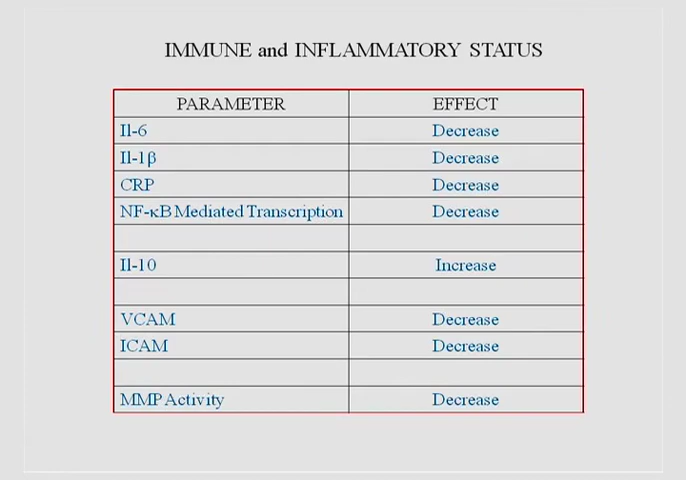 IMMUNE and INFLAMMATORY STATUS
PARAMETER EFFECT
Il-6 Decrease
Il-1β Decrease
CRP Decrease
NF-κB Mediated Transcription Decrease
Il-10 Increase
VCAM Decrease
ICAM Decrease
MMP Activity Decrease